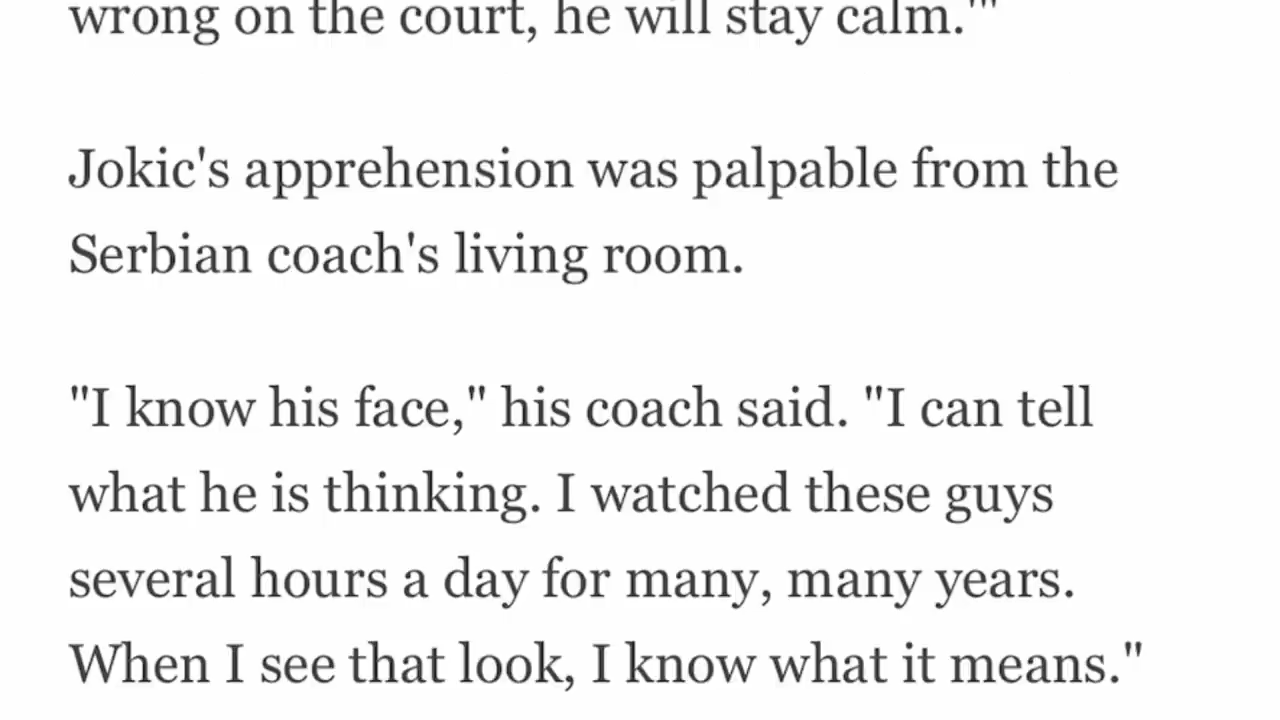 wrong on the court, he will stay calm.'"
Jokic's apprehension was palpable from the
Serbian coach's living room.
"I know his face," his coach said. "I can tell
what he is thinking. I watched these guys
several hours a day for many, many years.
When I see that look, I know what it means."